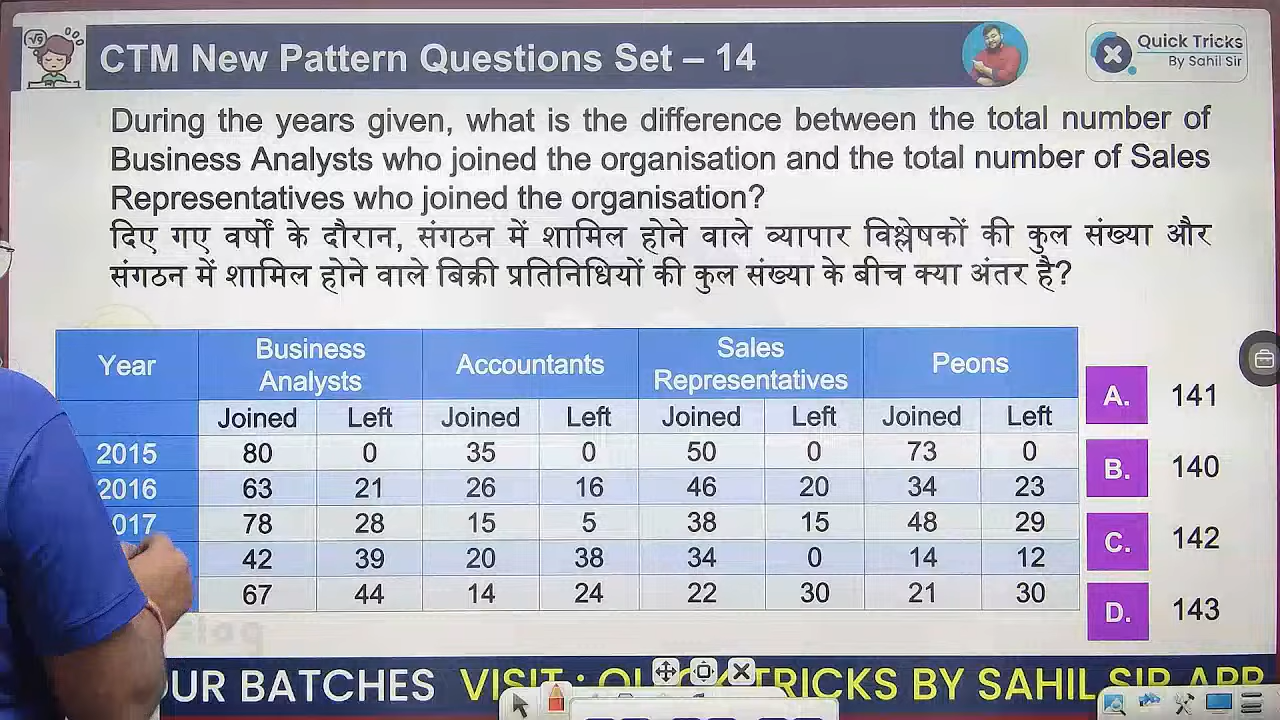 CTM New Pattern Questions Set – 14
Quick Tricks
By Sahil Sir
During the years given, what is the difference between the total number of
Business Analysts who joined the organisation and the total number of Sales
Representatives who joined the organisation?
दिए गए वर्षों के दौरान, संगठन में शामिल होने वाले व्यापार विश्लेषकों की कुल संख्या और
संगठन में शामिल होने वाले बिक्री प्रतिनिधियों की कुल संख्या के बीच क्या अंतर है?
Year Business Analysts Accountants Sales Representatives Peons
Joined Left Joined Left Joined Left Joined Left
2015 80 0 35 0 50 0 73 0
2016 63 21 26 16 46 20 34 23
017 78 28 15 5 38 15 48 29
42 39 20 38 34 0 14 12
67 44 14 24 22 30 21 30
A. 141
B. 140
C. 142
D. 143
OUR BATCHES VISIT : QUICK TRICKS BY SAHIL SIR APP